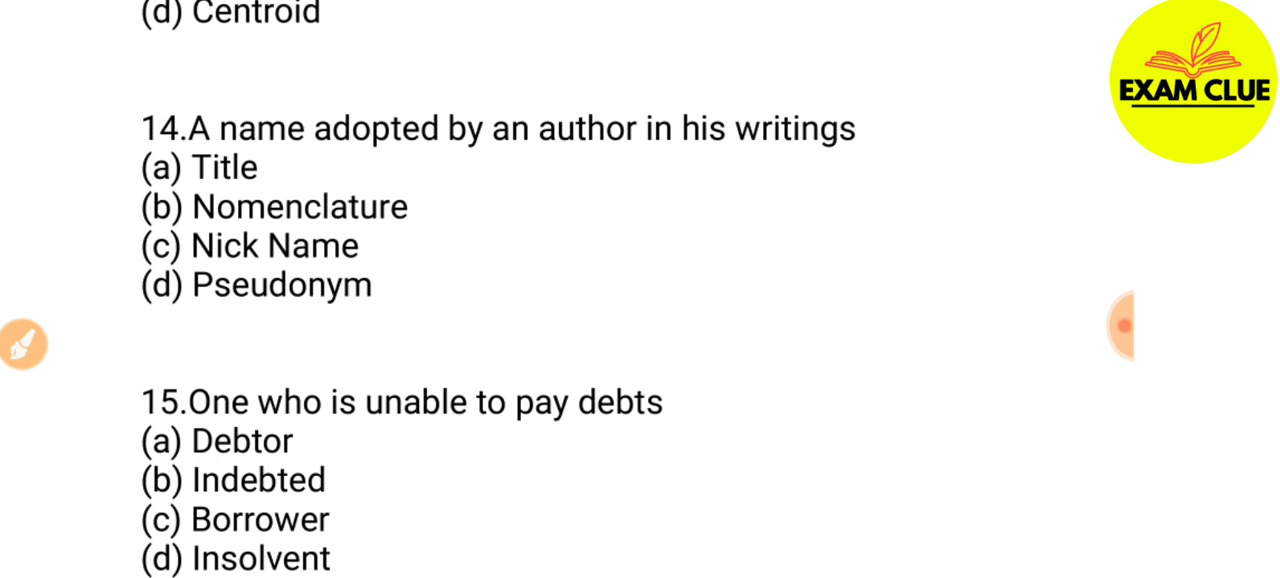 (d) Centroid
EXAM CLUE
14.A name adopted by an author in his writings
(a) Title
(b) Nomenclature
(c) Nick Name
(d) Pseudonym
15.One who is unable to pay debts
(a) Debtor
(b) Indebted
(c) Borrower
(d) Insolvent